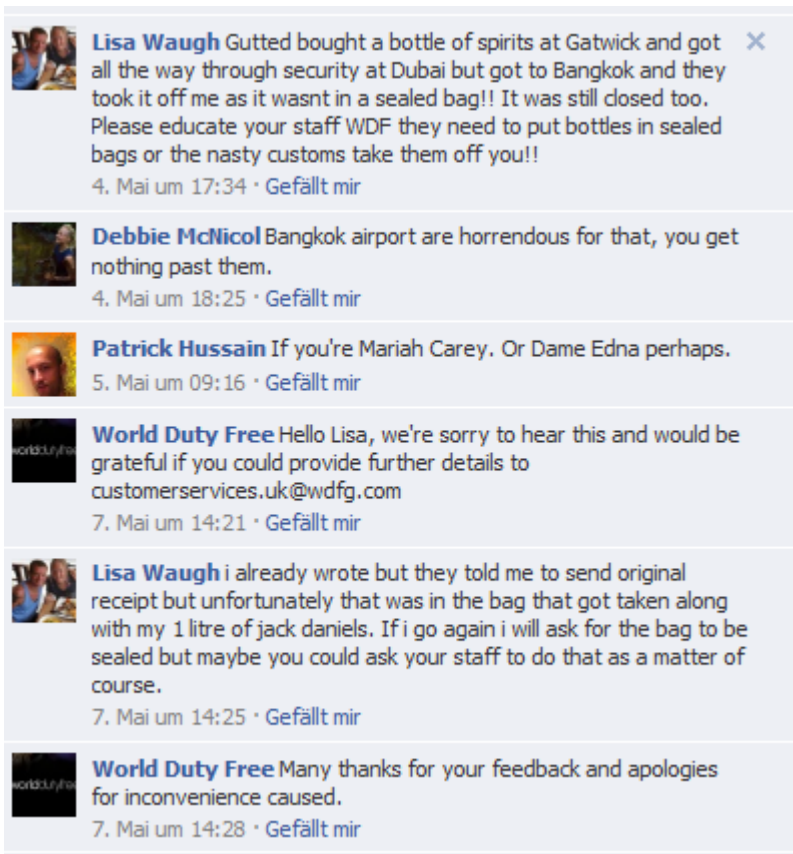 Lisa Waugh Gutted bought a bottle of spirits at Gatwick and got
all the way through security at Dubai but got to Bangkok and they
took it off me as it wasnt in a sealed bag!! It was still closed too.
Please educate your staff WDF they need to put bottles in sealed
bags or the nasty customs take them off you!!
4. Mai um 17:34 · Gefällt mir
Debbie McNicol Bangkok airport are horrendous for that, you get
nothing past them.
4. Mai um 18:25 · Gefällt mir
Patrick Hussain If you're Mariah Carey. Or Dame Edna perhaps.
5. Mai um 09:16 · Gefällt mir
worlddutyfree
World Duty Free Hello Lisa, we're sorry to hear this and would be
grateful if you could provide further details to
customerservices.uk@wdfg.com
7. Mai um 14:21 · Gefällt mir
Lisa Waugh i already wrote but they told me to send original
receipt but unfortunately that was in the bag that got taken along
with my 1 litre of jack daniels. If i go again i will ask for the bag to be
sealed but maybe you could ask your staff to do that as a matter of
course.
7. Mai um 14:25 · Gefällt mir
worlddutyfree
World Duty Free Many thanks for your feedback and apologies
for inconvenience caused.
7. Mai um 14:28 · Gefällt mir